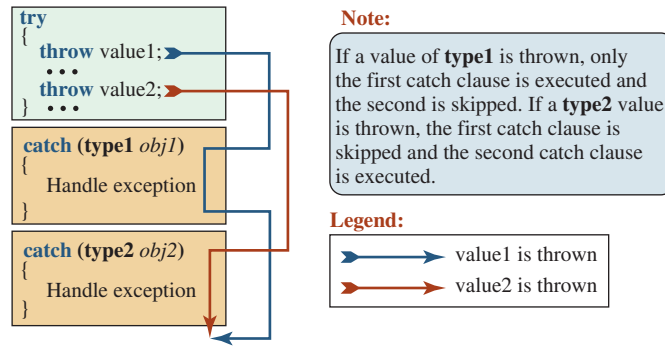 try
{
throw value1;
•••
throw value2;
} •••
catch (type1 obj1)
{
Handle exception
}
catch (type2 obj2)
{
Handle exception
}
Note:
If a value of type1 is thrown, only
the first catch clause is executed and
the second is skipped. If a type2 value
is thrown, the first catch clause is
skipped and the second catch clause
is executed.
Legend:
value1 is thrown
value2 is thrown